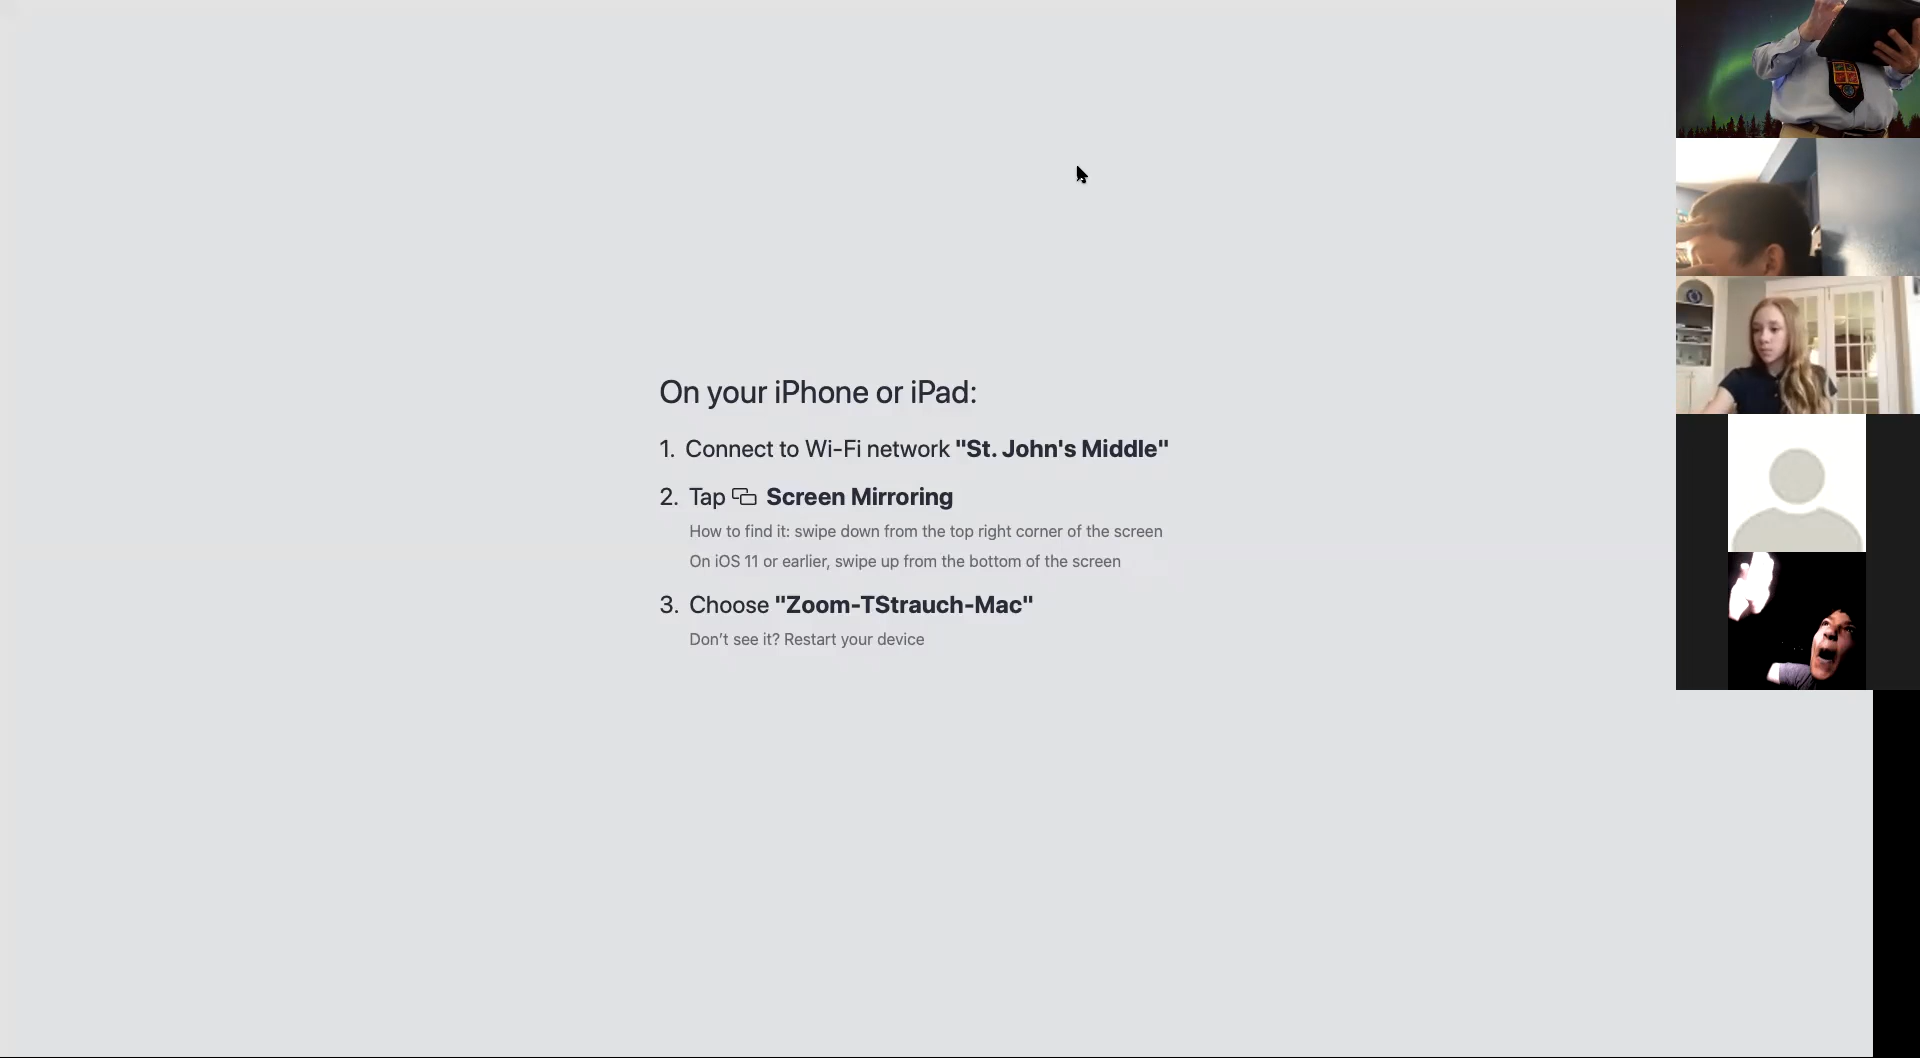 On your iPhone or iPad:
1. Connect to Wi-Fi network "St. John's Middle"
2. Tap Screen Mirroring
How to find it: swipe down from the top right corner of the screen
On iOS 11 or earlier, swipe up from the bottom of the screen
3. Choose "Zoom-TStrauch-Mac"
Don’t see it? Restart your device